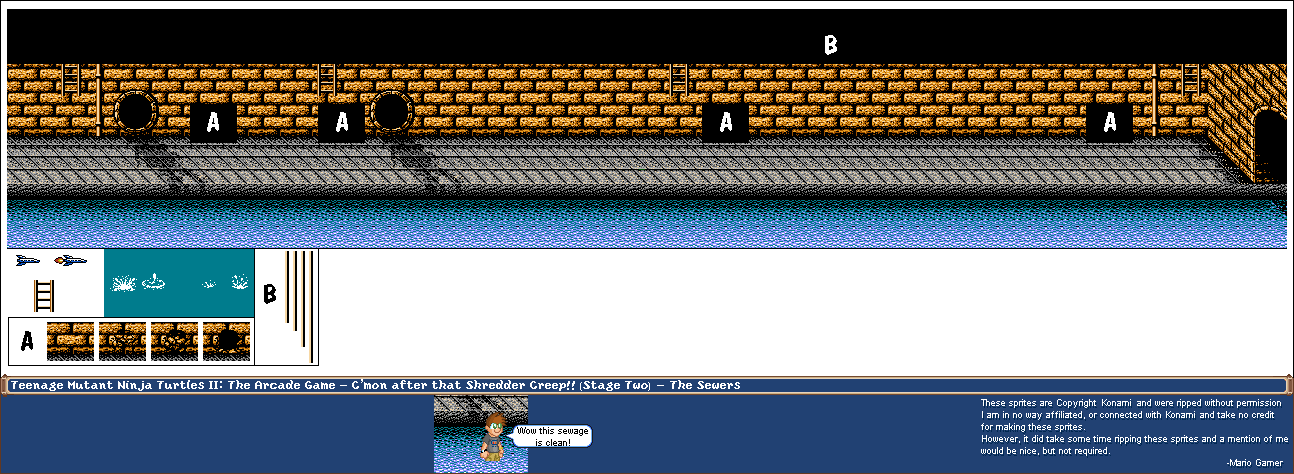 B
A
A
A
A
B
A
Teenage Mutant Ninja Turtles II: The Arcade Game - C'mon after that Shredder Creep!! (Stage Two) - The Sewers
Wow this sewage
is clean!
These sprites are Copyright Konami and were ripped without permission
I am in no way affiliated, or connected with Konami and take no credit
for making these sprites.
However, it did take some time ripping these sprites and a mention of me
would be nice, but not required.
-Mario Gamer